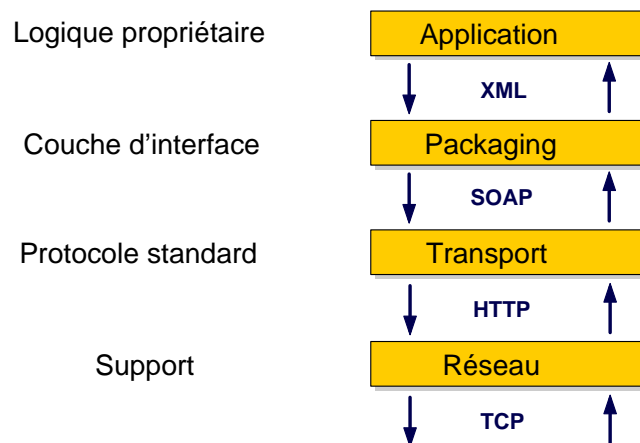 Logique propriétaire
Application
XML
Couche d’interface
Packaging
SOAP
Protocole standard
Transport
HTTP
Support
Réseau
TCP